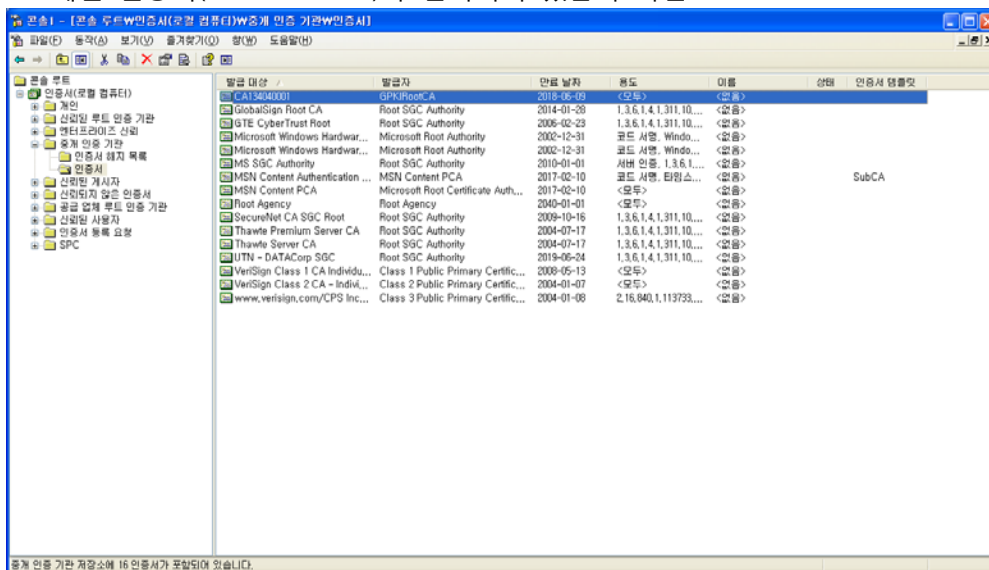 콘솔1 - [콘솔 루트₩인증서(로컬 컴퓨터)₩중개 인증 기관₩인증서]
파일(F) 동작(A) 보기(V) 즐겨찾기(O) 창(W) 도움말(H)
콘솔 루트
인증서(로컬 컴퓨터)
개인
신뢰된 루트 인증 기관
엔터프라이즈 신뢰
중개 인증 기관
인증서 해지 목록
인증서
신뢰된 게시자
신뢰되지 않은 인증서
공급 업체 루트 인증 기관
신뢰된 사용자
인증서 등록 요청
SPC
발급 대상 발급자 만료 날짜 용도 이름 상태 인증서 템플릿
CA134040001 GPKIRootCA 2018-06-09 <모두> <없음>
GlobalSign Root CA Root SGC Authority 2014-01-28 1,3,6,1,4,1,311,10,... <없음>
GTE CyberTrust Root Root SGC Authority 2006-02-23 1,3,6,1,4,1,311,10,... <없음>
Microsoft Windows Hardwar... Microsoft Root Authority 2002-12-31 코드 서명, Windo... <없음>
Microsoft Windows Hardwar... Microsoft Root Authority 2002-12-31 코드 서명, Windo... <없음>
MS SGC Authority Root SGC Authority 2010-01-01 서버 인증, 1,3,6,1,... <없음>
MSN Content Authentication ... MSN Content PCA 2017-02-10 코드 서명, 타임스... <없음> SubCA
MSN Content PCA Microsoft Root Certificate Auth... 2017-02-10 <모두> <없음>
Root Agency Root Agency 2040-01-01 <모두> <없음>
SecureNet CA SGC Root Root SGC Authority 2009-10-16 1,3,6,1,4,1,311,10,... <없음>
Thawte Premium Server CA Root SGC Authority 2004-07-17 1,3,6,1,4,1,311,10,... <없음>
Thawte Server CA Root SGC Authority 2004-07-17 1,3,6,1,4,1,311,10,... <없음>
UTN - DATACorp SGC Root SGC Authority 2019-06-24 1,3,6,1,4,1,311,10,... <없음>
VeriSign Class 1 CA Individu... Class 1 Public Primary Certific... 2008-05-13 <모두> <없음>
VeriSign Class 2 CA - Indivi... Class 2 Public Primary Certific... 2004-01-07 <모두> <없음>
www.verisign.com/CPS Inc... Class 3 Public Primary Certific... 2004-01-08 2,16,840,1,113733,... <없음>
중개 인증 기관 저장소에 16 인증서가 포함되어 있습니다.